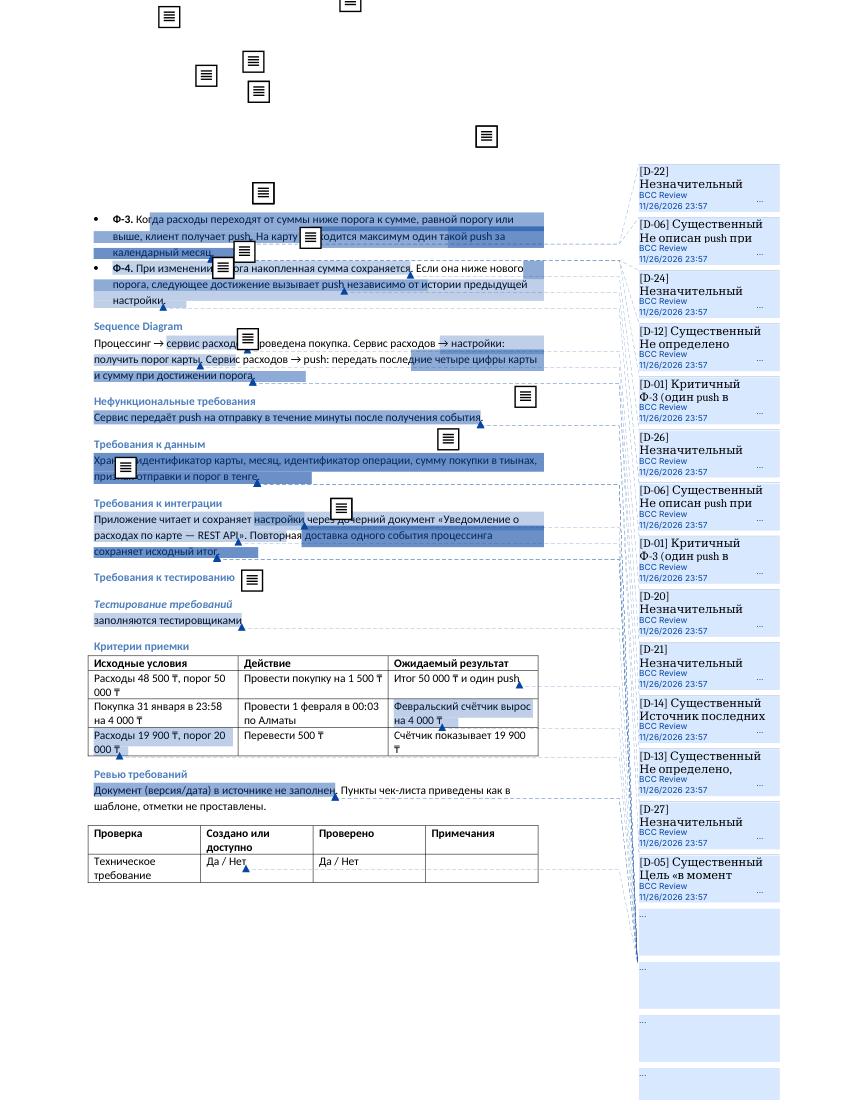 • Ф-3. Когда расходы переходят от суммы ниже порога к сумме, равной порогу или
выше, клиент получает push. На карту ходится максимум один такой push за
календарный месяц.
• Ф-4. При изменении ога накопленная сумма сохраняется. Если она ниже нового
порога, следующее достижение вызывает push независимо от истории предыдущей
настройки.
Sequence Diagram
Процессинг → сервис расход роведена покупка. Сервис расходов → настройки:
получить порог карты. Сервис расходов → push: передать последние четыре цифры карты
и сумму при достижении порога.
Нефункциональные требования
Сервис передаёт push на отправку в течение минуты после получения события.
Требования к данным
Хран идентификатор карты, месяц, идентификатор операции, сумму покупки в тиынах,
приз отправки и порог в тенге.
Требования к интеграции
Приложение читает и сохраняет настройки через дочерний документ «Уведомление о
расходах по карте — REST API». Повторная доставка одного события процессинга
сохраняет исходный итог.
Требования к тестированию
Тестирование требований
заполняются тестировщиками
Критерии приемки
Исходные условия Действие Ожидаемый результат
Расходы 48 500 ₸, порог 50 Провести покупку на 1 500 ₸ Итог 50 000 ₸ и один push
000 ₸
Покупка 31 января в 23:58 Провести 1 февраля в 00:03 Февральский счётчик вырос
на 4 000 ₸ по Алматы на 4 000 ₸
Расходы 19 900 ₸, порог 20 Перевести 500 ₸ Счётчик показывает 19 900
000 ₸ ₸
Ревью требований
Документ (версия/дата) в источнике не заполнен. Пункты чек-листа приведены как в
шаблоне, отметки не проставлены.
Проверка Создано или Проверено Примечания
доступно
Техническое Да / Нет Да / Нет
требование
[D-22]
Незначительный
BCC Review
11/26/2026 23:57 ...
[D-06] Существенный
Не описан push при
BCC Review
11/26/2026 23:57 ...
[D-24]
Незначительный
BCC Review
11/26/2026 23:57 ...
[D-12] Существенный
Не определено
BCC Review
11/26/2026 23:57 ...
[D-01] Критичный
Ф-3 (один push в
BCC Review
11/26/2026 23:57 ...
[D-26]
Незначительный
BCC Review
11/26/2026 23:57 ...
[D-06] Существенный
Не описан push при
BCC Review
11/26/2026 23:57 ...
[D-01] Критичный
Ф-3 (один push в
BCC Review
11/26/2026 23:57 ...
[D-20]
Незначительный
BCC Review
11/26/2026 23:57 ...
[D-21]
Незначительный
BCC Review
11/26/2026 23:57 ...
[D-14] Существенный
Источник последних
BCC Review
11/26/2026 23:57 ...
[D-13] Существенный
Не определено,
BCC Review
11/26/2026 23:57 ...
[D-27]
Незначительный
BCC Review
11/26/2026 23:57 ...
[D-05] Существенный
Цель «в момент
BCC Review
11/26/2026 23:57 ...
...
...
...
...